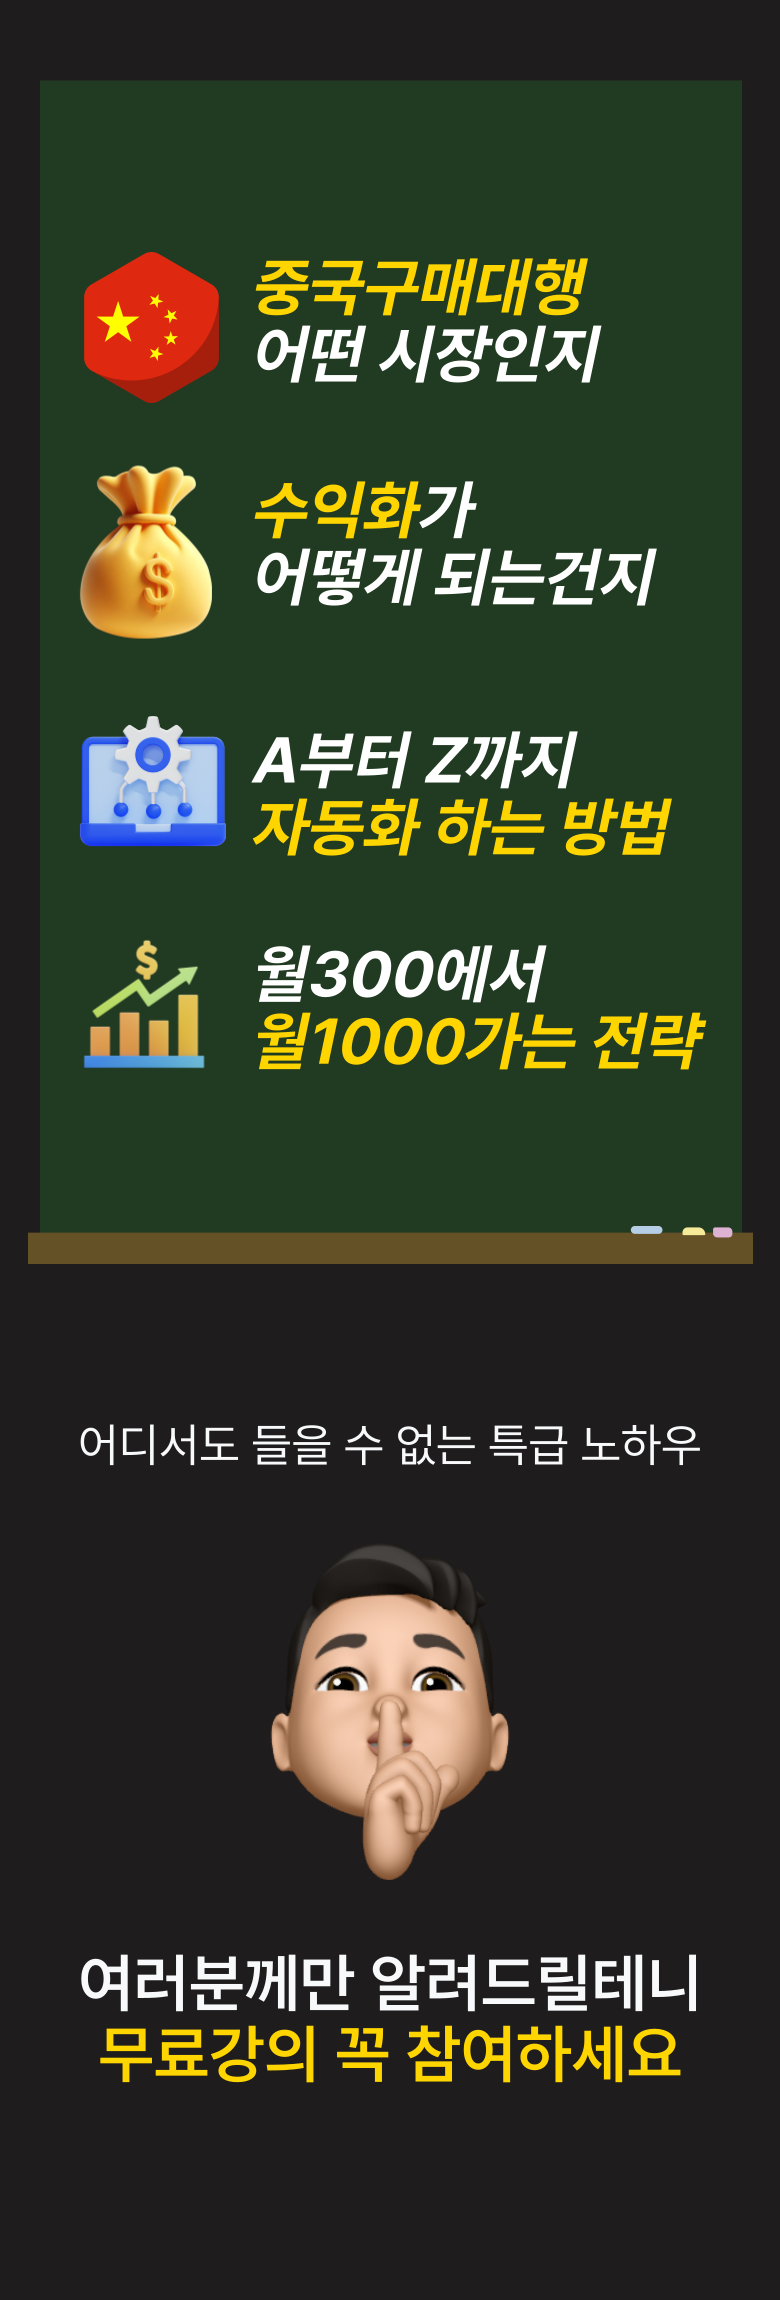 중국구매대행
어떤 시장인지
$
수익화가
어떻게 되는건지
A부터 Z까지
자동화 하는 방법
$
월300에서
월1000가는 전략
어디서도 들을 수 없는 특급 노하우
여러분께만 알려드릴테니
무료강의 꼭 참여하세요